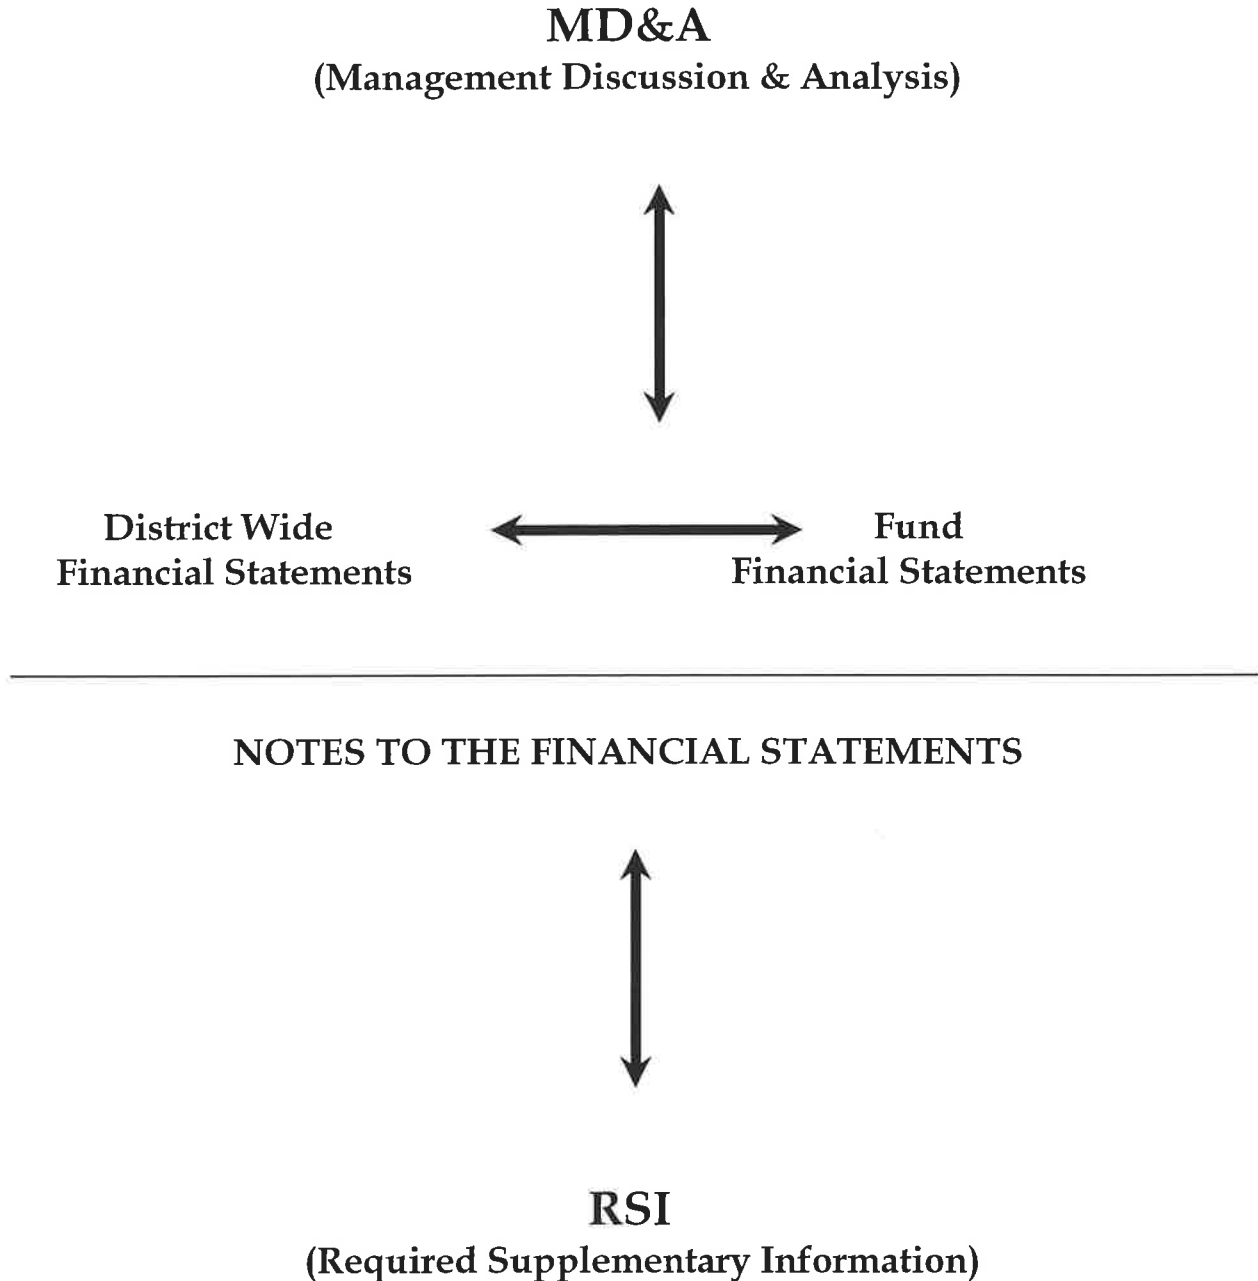 MD&A
(Management Discussion & Analysis)
District Wide
Financial Statements
Fund
Financial Statements
NOTES TO THE FINANCIAL STATEMENTS
RSI
(Required Supplementary Information)